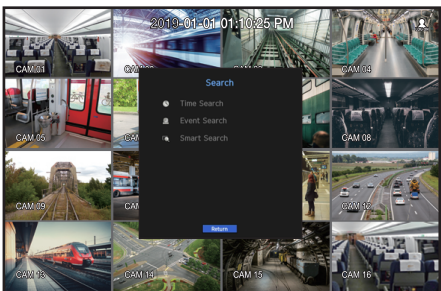 2019-01-01 01:10:25 PM
CAM 01
CAM 04
Search
Time Search
Event Search
Smart Search
CAM 05
CAM 08
CAM 09
CAM 12
Return
CAM 13
CAM 14
CAM 15
CAM 16